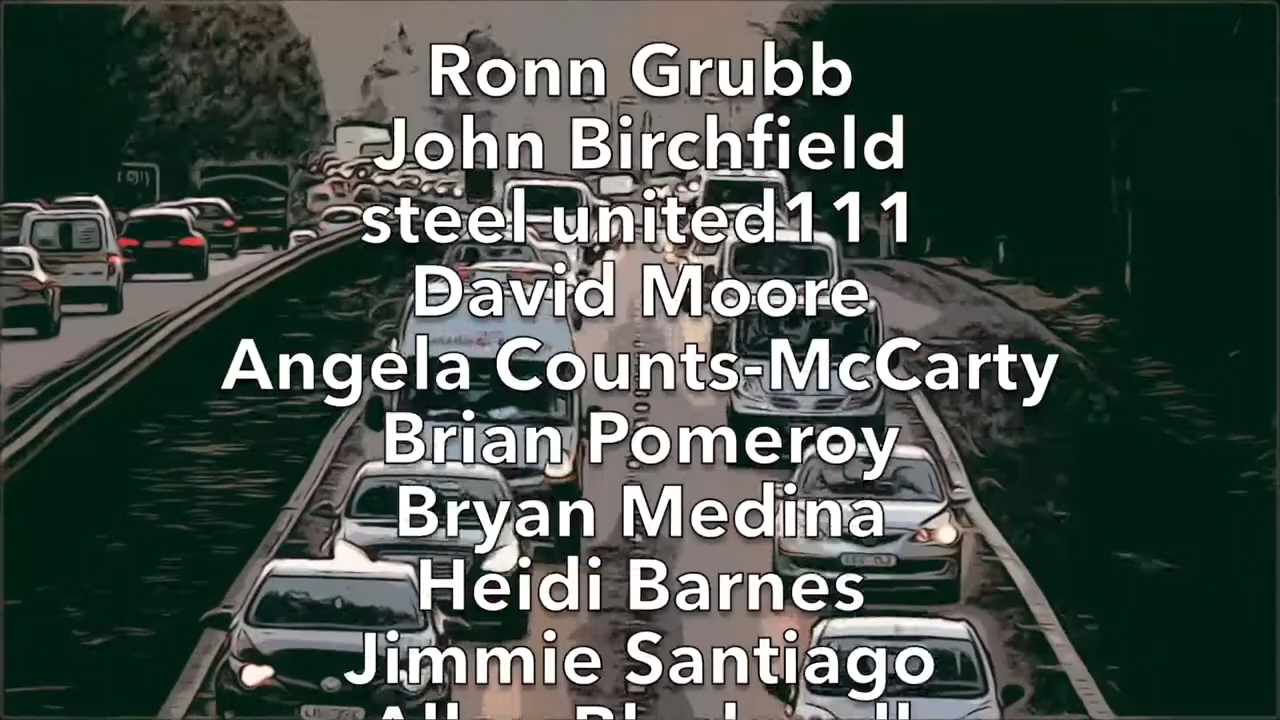 Ronn Grubb
John Birchfield
steel united111
David Moore
Angela Counts-McCarty
Brian Pomeroy
Bryan Medina
Heidi Barnes
Jimmie Santiago